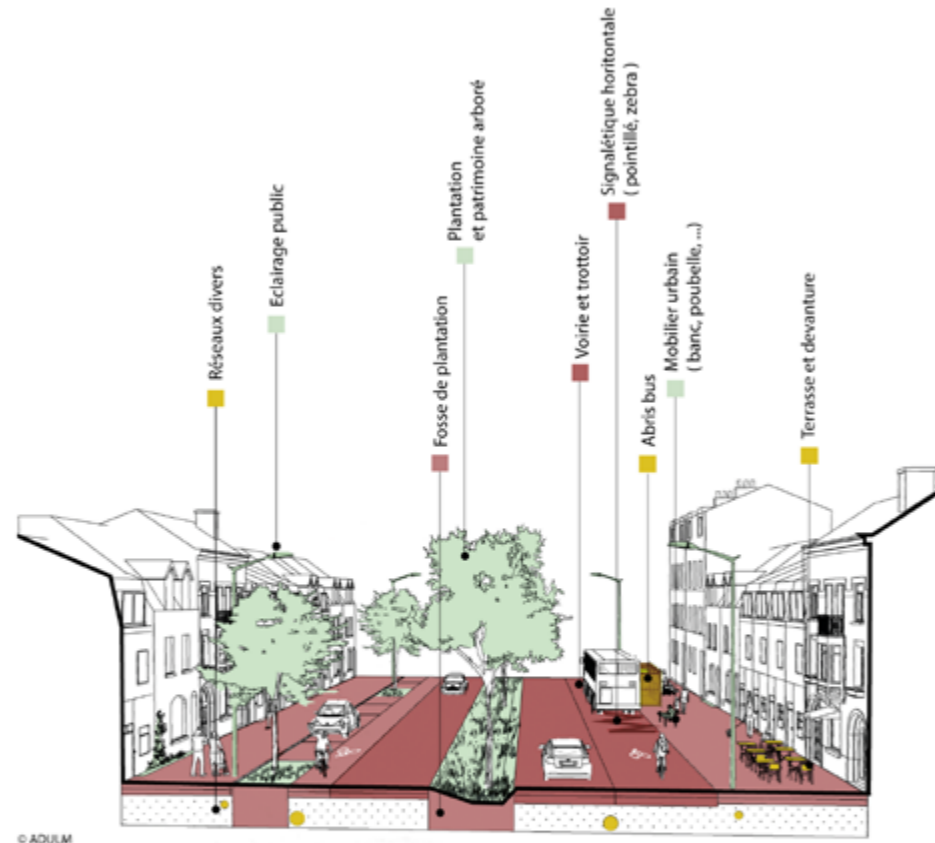 Réseaux divers
Eclairage public
Fosse de plantation
Plantation
et patrimoine arboré
Voirie et trottoir
Signalétique horitontale
( pointillé, zebra )
Abris bus
Mobilier urbain
( banc, poubelle, ...)
Terrasse et devanture
© ADULM